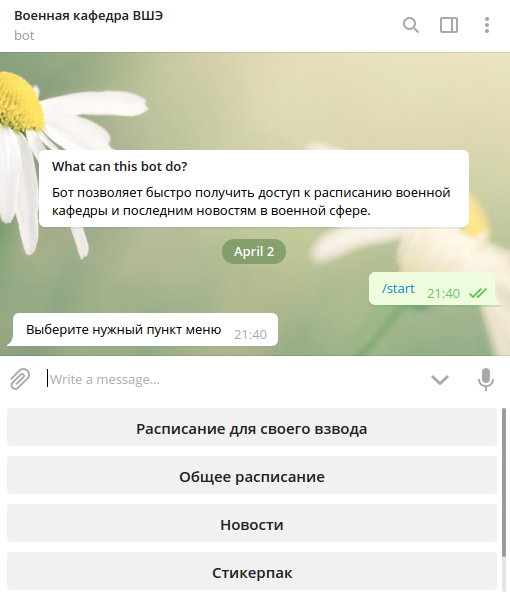 Военная кафедра ВШЭ
bot
What can this bot do?
Бот позволяет быстро получить доступ к расписанию военной
кафедры и последним новостям в военной сфере.
April 2
/start 21:40
Выберите нужный пункт меню 21:40
Write a message...
Расписание для своего взвода
Общее расписание
Новости
Стикерпак